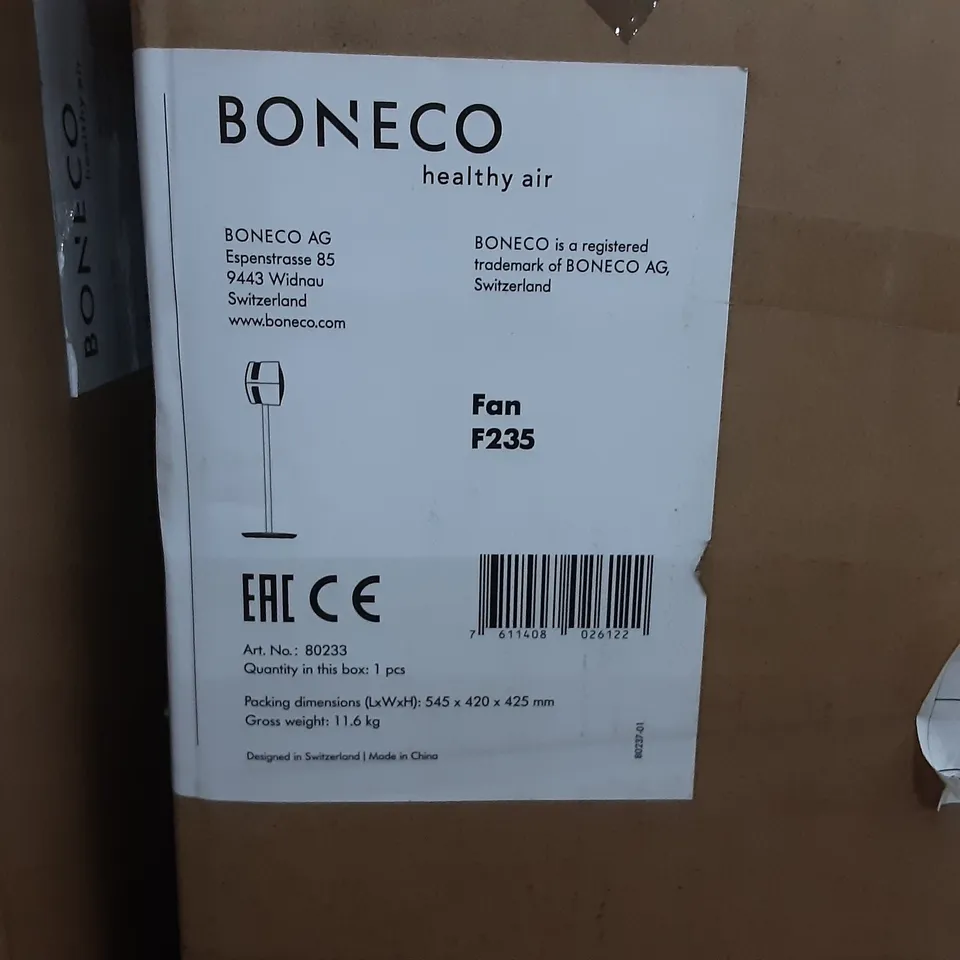 BONECO
healthy air
BONECO
healthy air
BONECO AG
Espenstrasse 85
9443 Widnau
Switzerland
www.boneco.com
BONECO is a registered
trademark of BONECO AG,
Switzerland
Fan
F235
EAC CE
7 611408 026122
Art. No.: 80233
Quantity in this box: 1 pcs
Packing dimensions (LxWxH): 545 x 420 x 425 mm
Gross weight: 11.6 kg
80237-01
Designed in Switzerland | Made in China